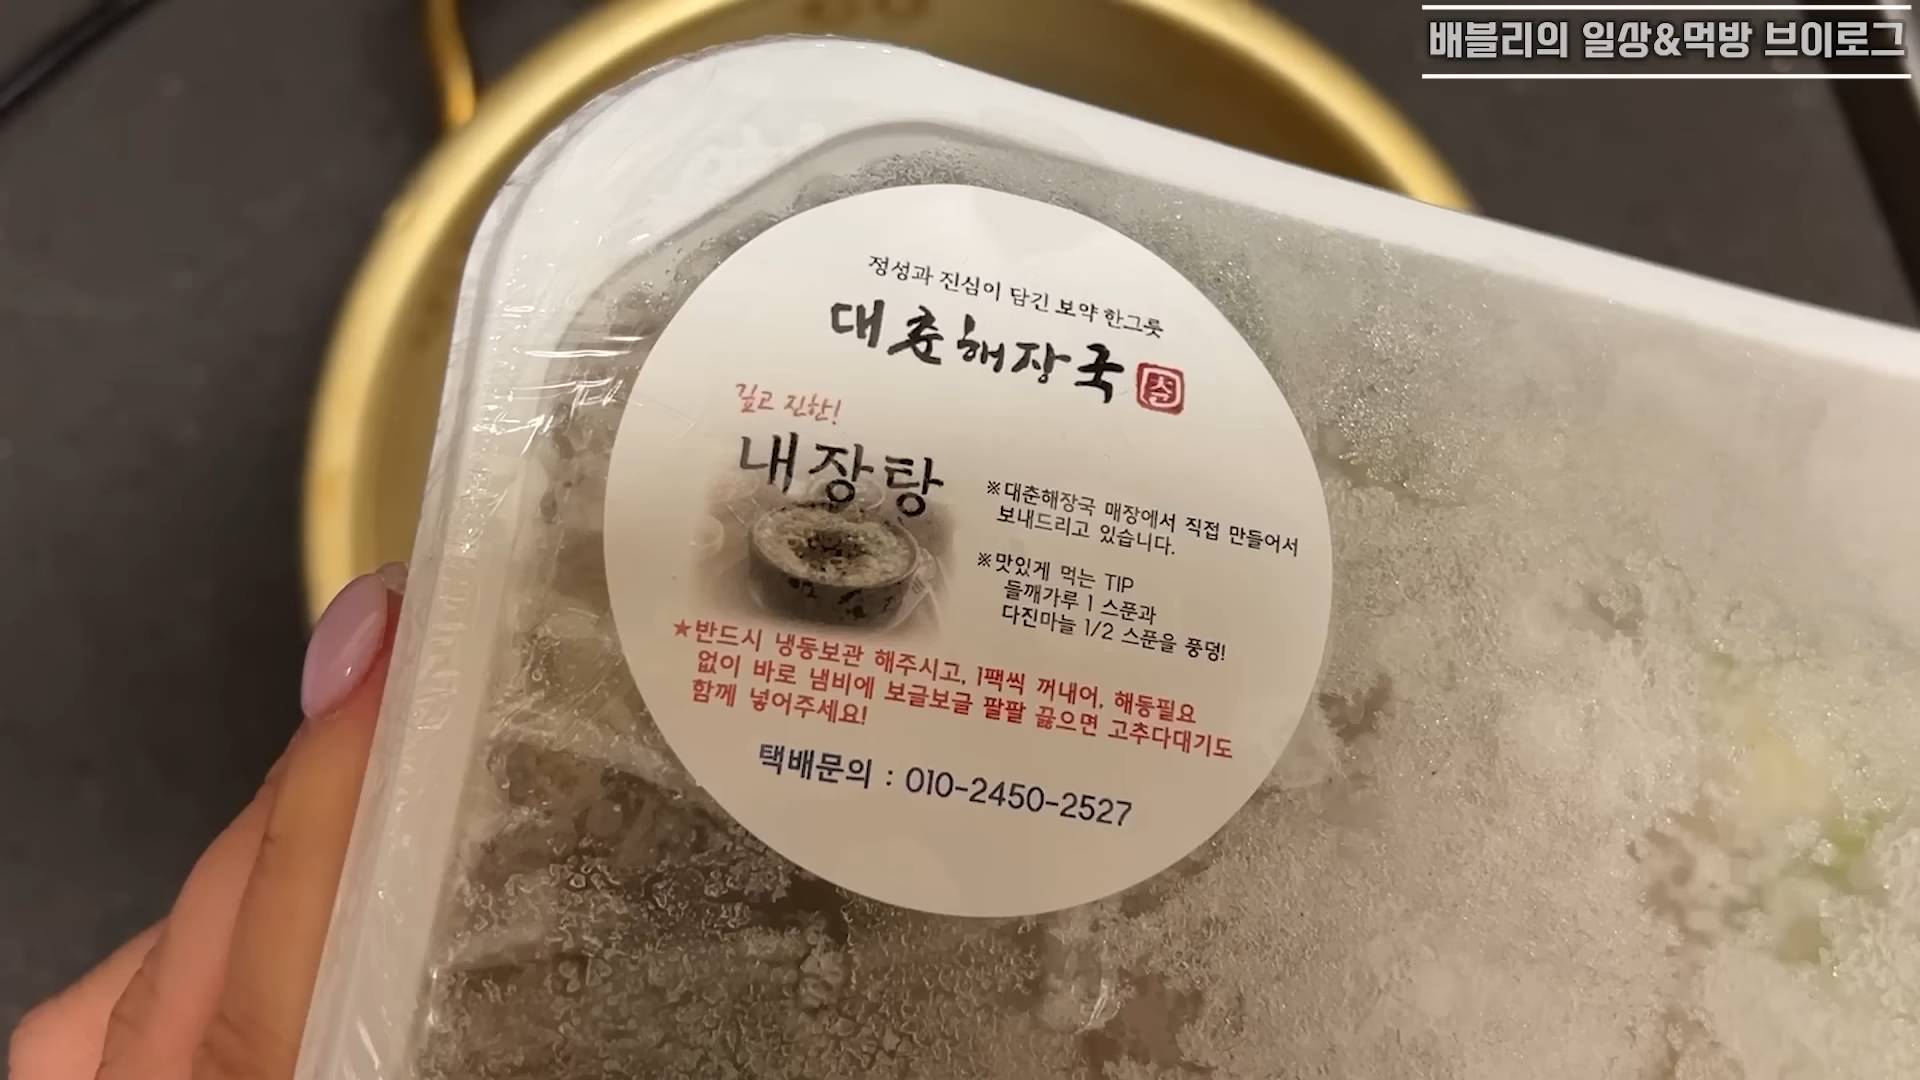 배블리의 일상&먹방 브이로그
정성과 진심이 담긴 보약 한그릇
대춘해장국
깊고 진한!
내장탕
※대춘해장국 매장에서 직접 만들어서
보내드리고 있습니다.
※맛있게 먹는 TIP
들깨가루 1 스푼과
다진마늘 1/2 스푼을 풍덩!
★반드시 냉동보관 해주시고, 1팩씩 꺼내어, 해동필요
없이 바로 냄비에 보글보글 팔팔 끓으면 고추다대기도
함께 넣어주세요!
택배문의 : 010-2450-2527